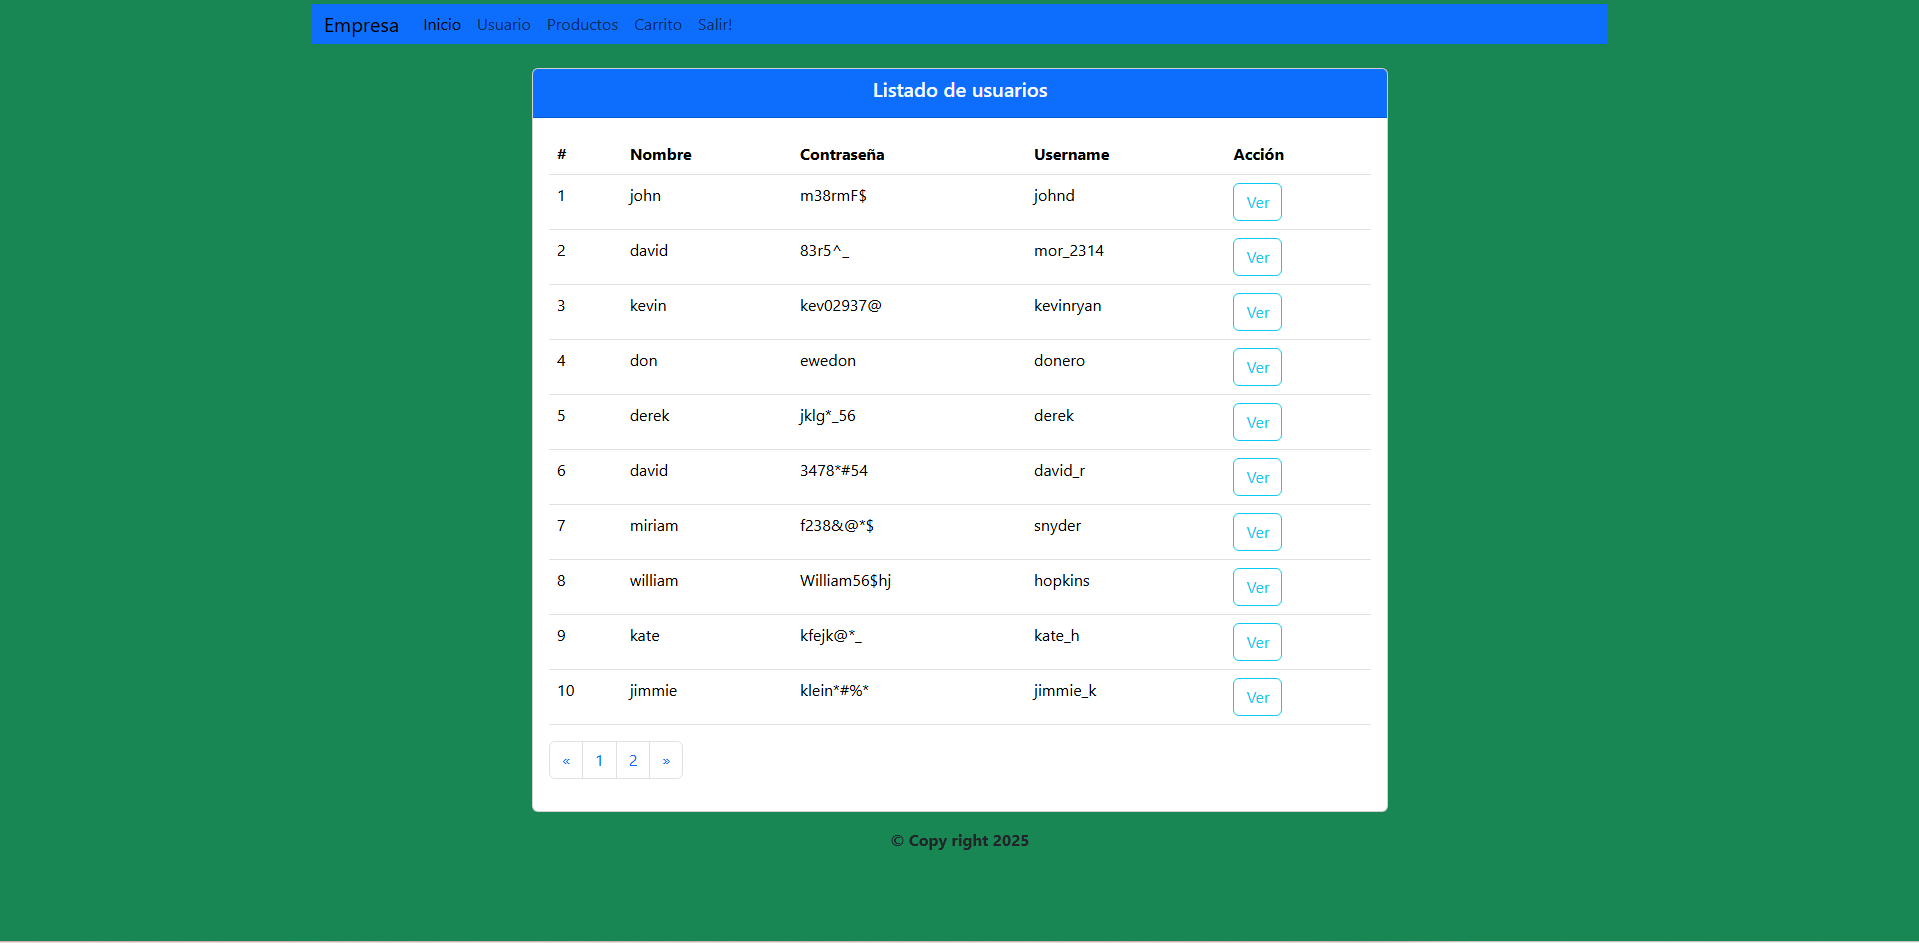 Empresa Inicio Usuario Productos Carrito Salir!
Listado de usuarios
# Nombre Contraseña Username Acción
1 john m38rmF$ johnd Ver
2 david 83r5^_ mor_2314 Ver
3 kevin kev02937@ kevinryan Ver
4 don ewedon donero Ver
5 derek jklg*_56 derek Ver
6 david 3478*#54 david_r Ver
7 miriam f238&@*$ snyder Ver
8 william William56$hj hopkins Ver
9 kate kfejk@*_ kate_h Ver
10 jimmie klein*#%* jimmie_k Ver
« 1 2 »
© Copy right 2025